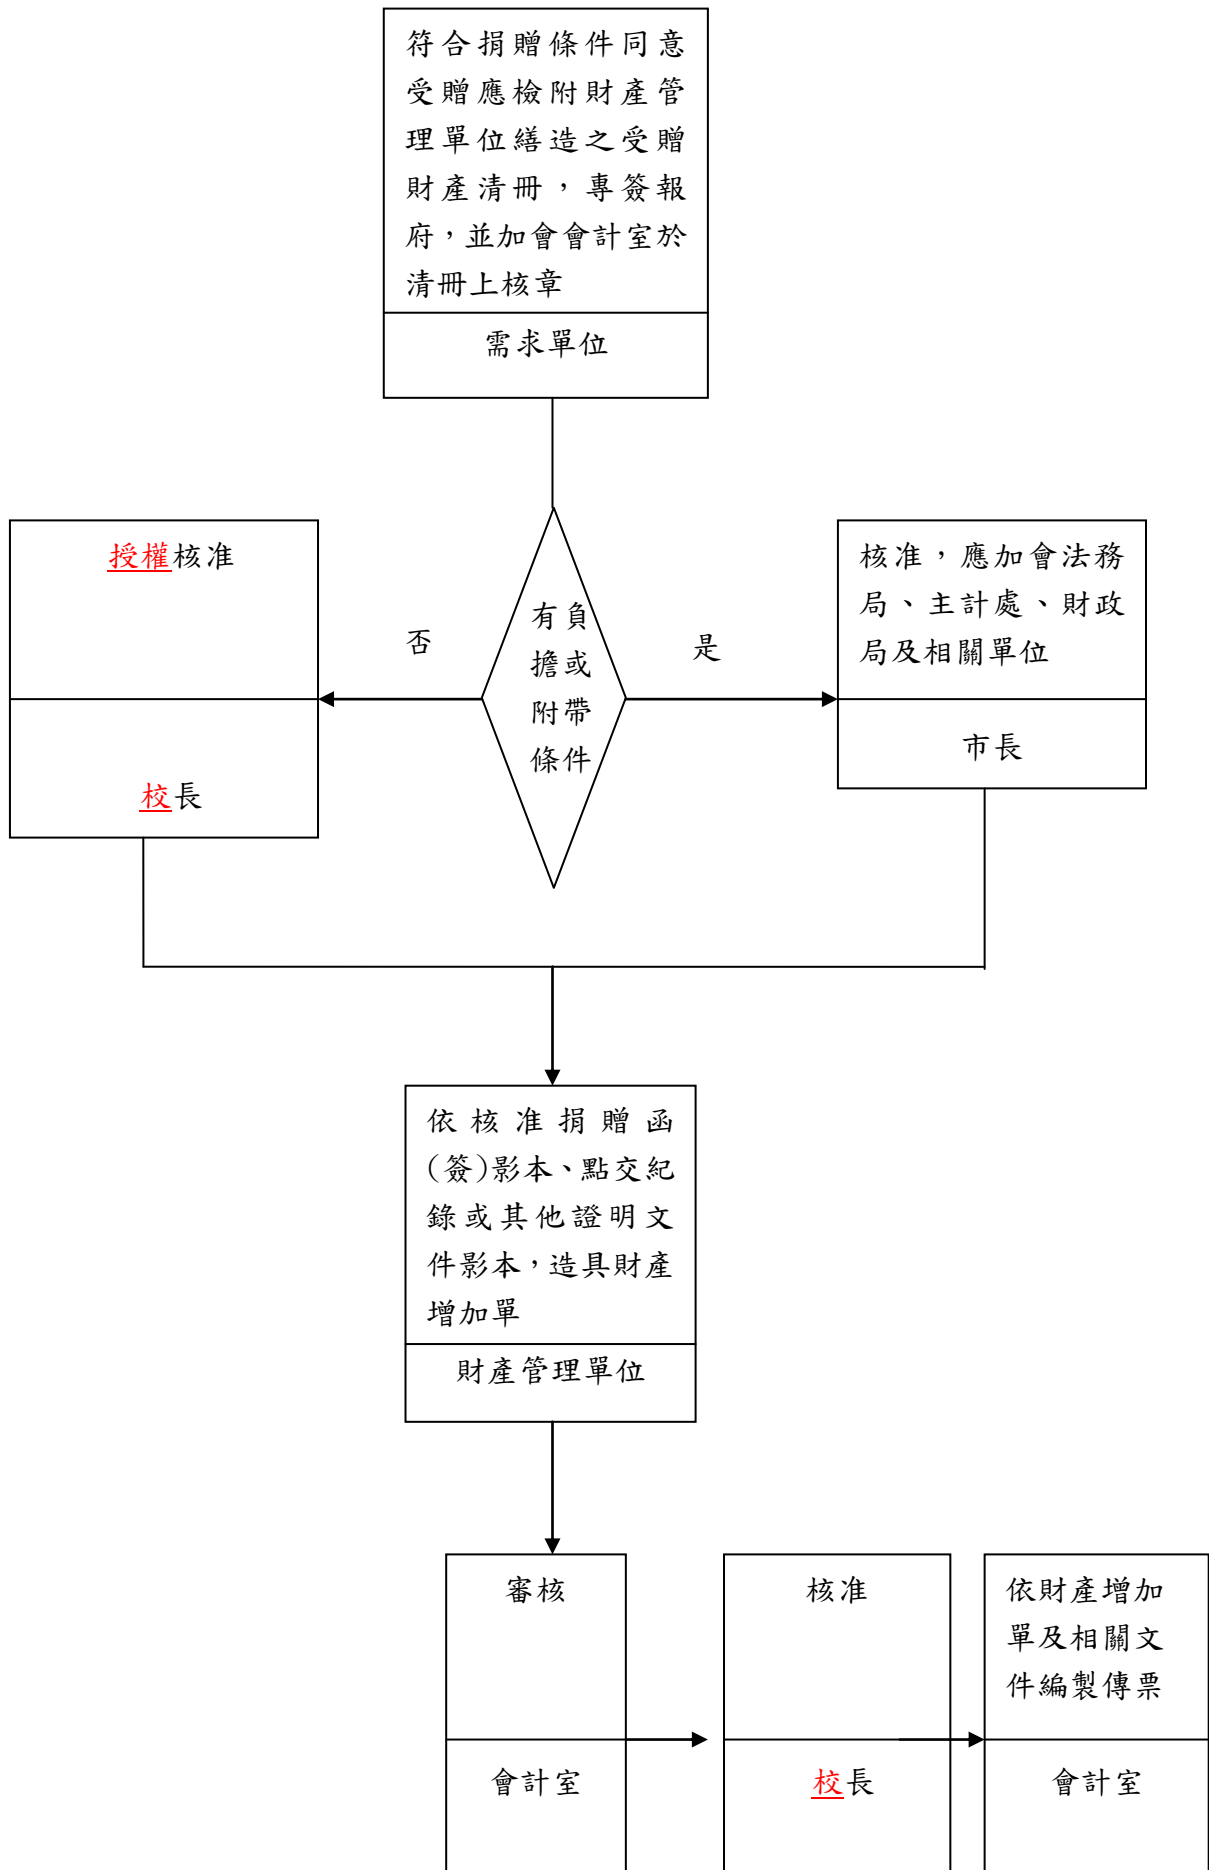 符合捐贈條件同意
受贈應檢附財產管
理單位繕造之受贈
財產清冊，專簽報
府，並加會會計室於
清冊上核章
需求單位
授權核准
校長
否
有負
擔或
附帶
條件
是
核准，應加會法務
局、主計處、財政
局及相關單位
市長
依核准捐贈函
(簽)影本、點交紀
錄或其他證明文
件影本，造具財產
增加單
財產管理單位
審核
會計室
核准
校長
依財產增加
單及相關文
件編製傳票
會計室